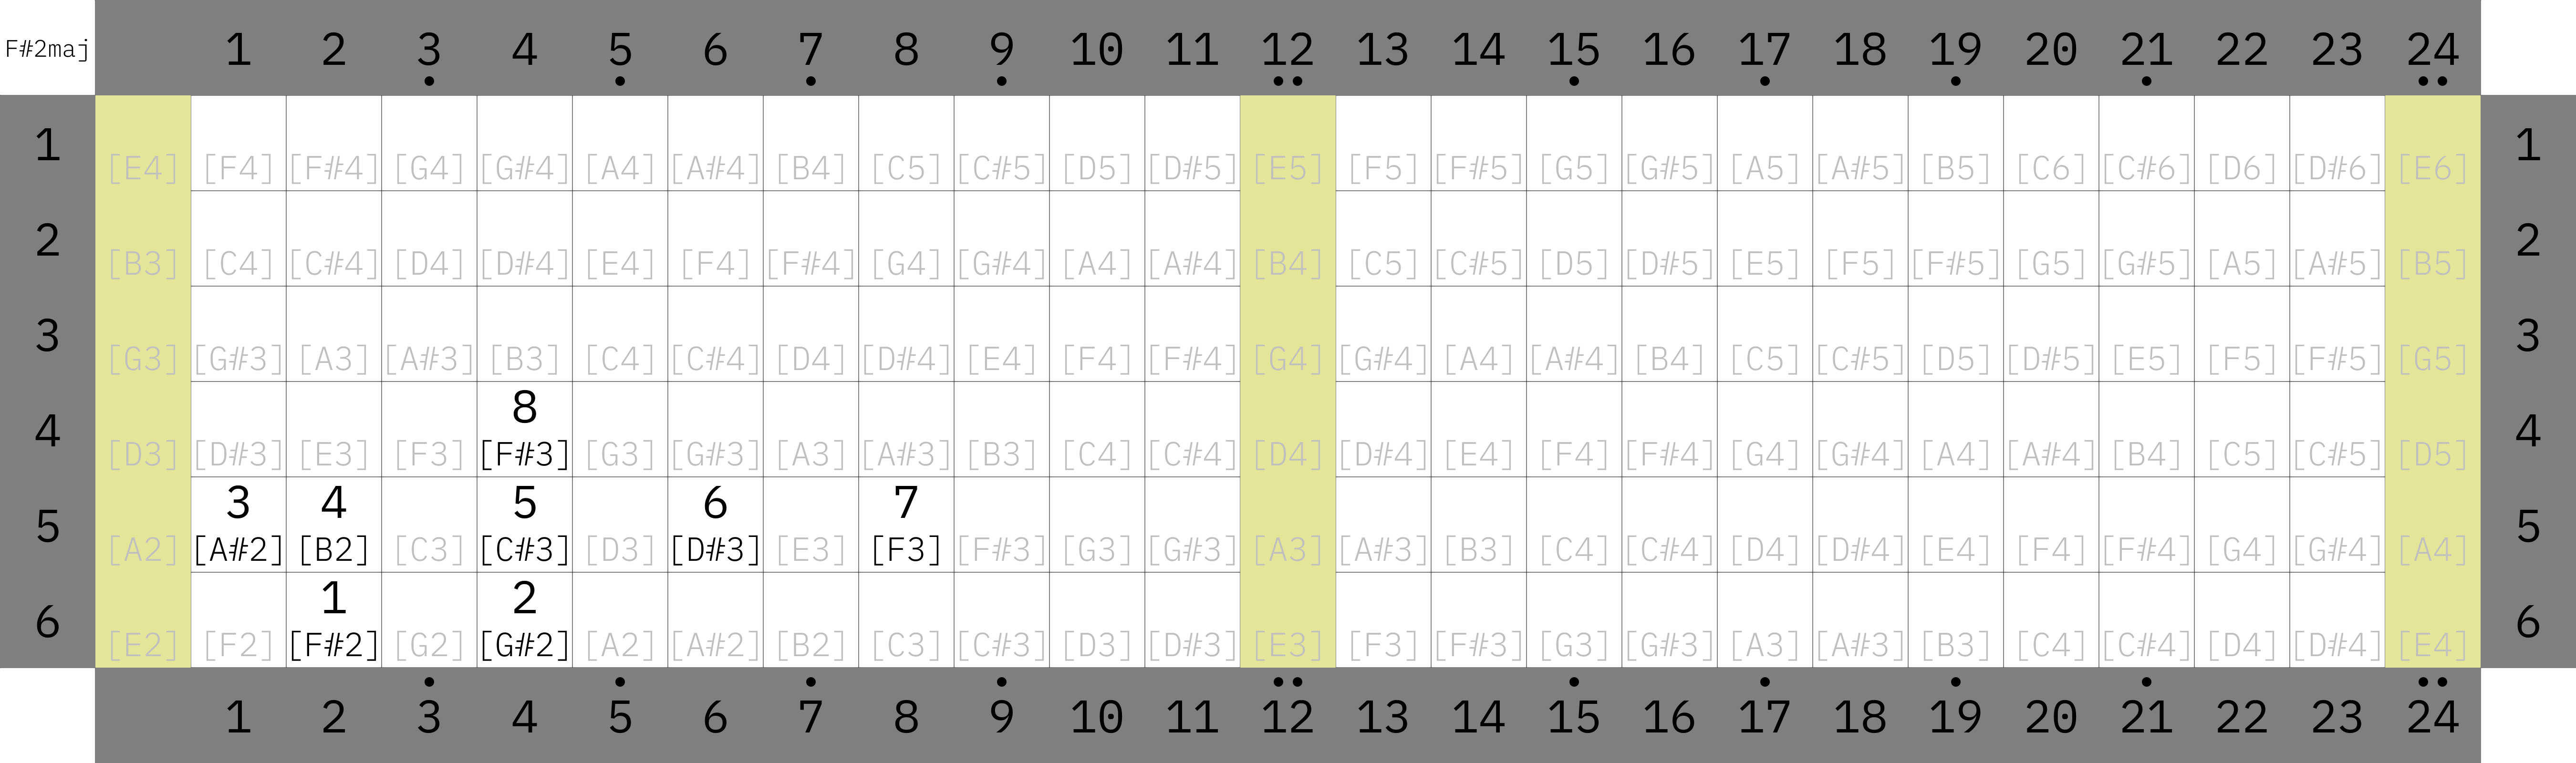 F#2maj 1 2 3 4 5 6 7 8 9 10 11 12 13 14 15 16 17 18 19 20 21 22 23 24
1 [E4] [F4] [F#4] [G4] [G#4] [A4] [A#4] [B4] [C5] [C#5] [D5] [D#5] [E5] [F5] [F#5] [G5] [G#5] [A5] [A#5] [B5] [C6] [C#6] [D6] [D#6] [E6] 1
2 [B3] [C4] [C#4] [D4] [D#4] [E4] [F4] [F#4] [G4] [G#4] [A4] [A#4] [B4] [C5] [C#5] [D5] [D#5] [E5] [F5] [F#5] [G5] [G#5] [A5] [A#5] [B5] 2
3 [G3] [G#3] [A3] [A#3] [B3] [C4] [C#4] [D4] [D#4] [E4] [F4] [F#4] [G4] [G#4] [A4] [A#4] [B4] [C5] [C#5] [D5] [D#5] [E5] [F5] [F#5] [G5] 3
8
4 [D3] [D#3] [E3] [F3] [F#3] [G3] [G#3] [A3] [A#3] [B3] [C4] [C#4] [D4] [D#4] [E4] [F4] [F#4] [G4] [G#4] [A4] [A#4] [B4] [C5] [C#5] [D5] 4
3 4 5 6 7
5 [A2] [A#2] [B2] [C3] [C#3] [D3] [D#3] [E3] [F3] [F#3] [G3] [G#3] [A3] [A#3] [B3] [C4] [C#4] [D4] [D#4] [E4] [F4] [F#4] [G4] [G#4] [A4] 5
1 2
6 [E2] [F2] [F#2] [G2] [G#2] [A2] [A#2] [B2] [C3] [C#3] [D3] [D#3] [E3] [F3] [F#3] [G3] [G#3] [A3] [A#3] [B3] [C4] [C#4] [D4] [D#4] [E4] 6
1 2 3 4 5 6 7 8 9 10 11 12 13 14 15 16 17 18 19 20 21 22 23 24